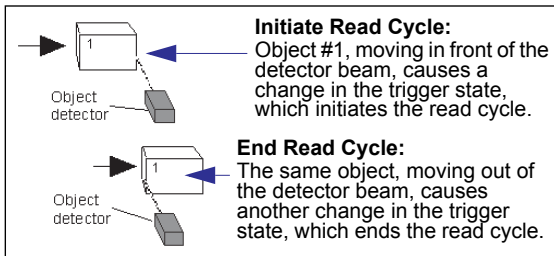 Initiate Read Cycle:
Object #1, moving in front of the
detector beam, causes a
change in the trigger state,
which initiates the read cycle.
1
Object
detector
End Read Cycle:
The same object, moving out of
the detector beam, causes
another change in the trigger
state, which ends the read cycle.
1
Object
detector